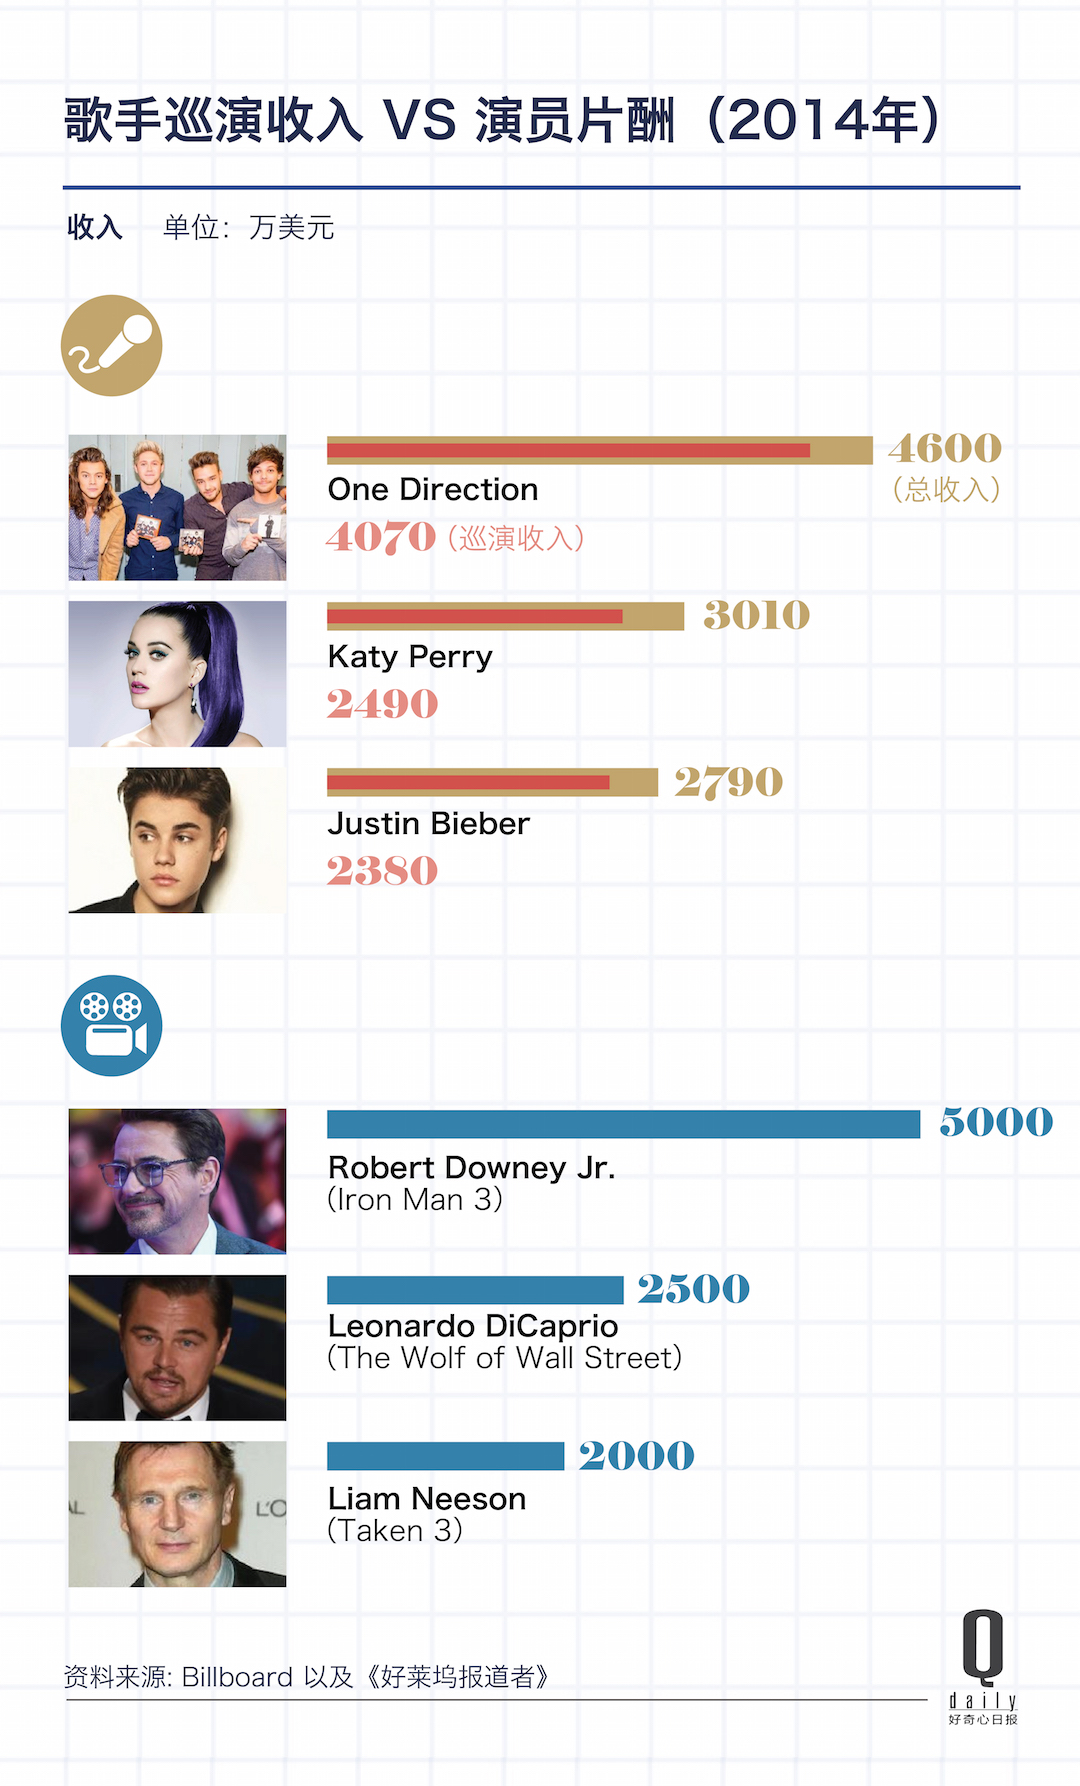 歌手巡演收入 VS 演员片酬（2014年）
收入 单位：万美元
4600
（总收入）
One Direction
4070（巡演收入）
3010
Katy Perry
2490
2790
Justin Bieber
2380
5000
Robert Downey Jr.
(Iron Man 3)
2500
Leonardo DiCaprio
(The Wolf of Wall Street)
2000
Liam Neeson
(Taken 3)
AL
L'O
资料来源: Billboard 以及《好莱坞报道者》
Q
daily
好奇心日报